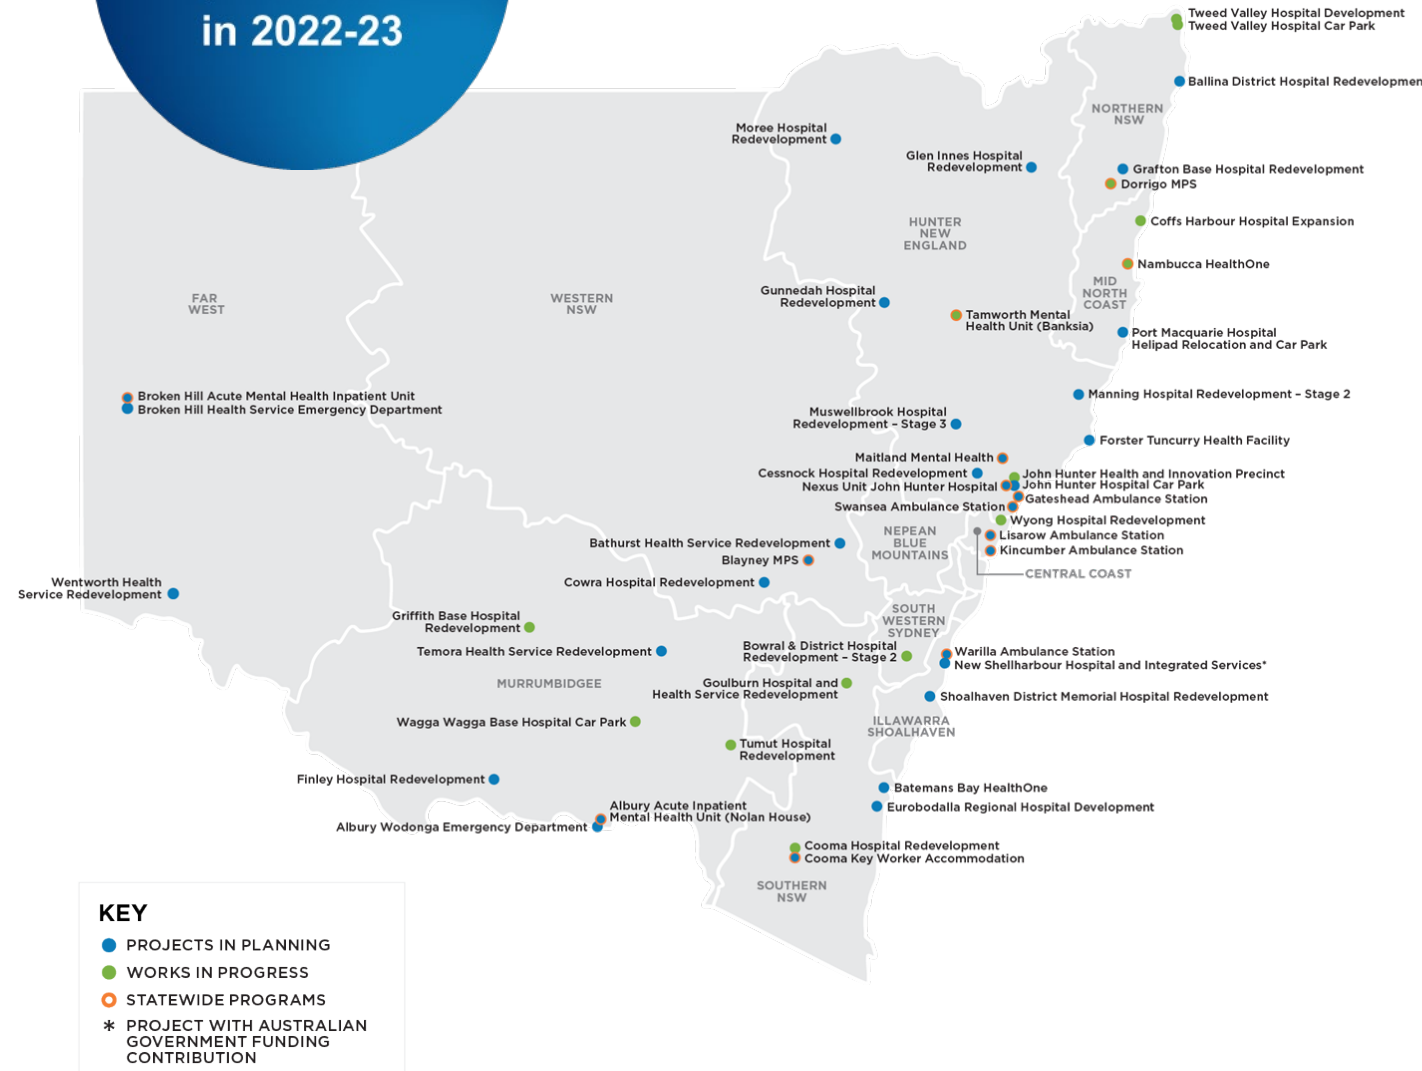 in 2022-23
Tweed Valley Hospital Development
Tweed Valley Hospital Car Park
Ballina District Hospital Redevelopmen
NORTHERN
NSW
Moree Hospital
Redevelopment
Glen Innes Hospital
Redevelopment
Grafton Base Hospital Redevelopment
Dorrigo MPS
Coffs Harbour Hospital Expansion
HUNTER
NEW
ENGLAND
Nambucca HealthOne
MID
NORTH
COAST
FAR
WEST
WESTERN
NSW
Gunnedah Hospital
Redevelopment
Tamworth Mental
Health Unit (Banksia)
Port Macquarie Hospital
Helipad Relocation and Car Park
Broken Hill Acute Mental Health Inpatient Unit
Broken Hill Health Service Emergency Department
Manning Hospital Redevelopment – Stage 2
Muswellbrook Hospital
Redevelopment – Stage 3
Forster Tuncurry Health Facility
Maitland Mental Health
Cessnock Hospital Redevelopment
Nexus Unit John Hunter Hospital
John Hunter Health and Innovation Precinct
John Hunter Hospital Car Park
Gateshead Ambulance Station
Swansea Ambulance Station
Wyong Hospital Redevelopment
Lisarow Ambulance Station
Kincumber Ambulance Station
NEPEAN
BLUE
MOUNTAINS
CENTRAL COAST
Bathurst Health Service Redevelopment
Blayney MPS
Cowra Hospital Redevelopment
Wentworth Health
Service Redevelopment
Griffith Base Hospital
Redevelopment
SOUTH
WESTERN
SYDNEY
Temora Health Service Redevelopment
Bowral & District Hospital
Redevelopment – Stage 2
Warilla Ambulance Station
New Shellharbour Hospital and Integrated Services*
MURRUMBIDGEE
Goulburn Hospital and
Health Service Redevelopment
Shoalhaven District Memorial Hospital Redevelopment
Wagga Wagga Base Hospital Car Park
ILLAWARRA
SHOALHAVEN
Tumut Hospital
Redevelopment
Finley Hospital Redevelopment
Batemans Bay HealthOne
Eurobodalla Regional Hospital Development
Albury Acute Inpatient
Mental Health Unit (Nolan House)
Albury Wodonga Emergency Department
Cooma Hospital Redevelopment
Cooma Key Worker Accommodation
SOUTHERN
NSW
KEY
PROJECTS IN PLANNING
WORKS IN PROGRESS
STATEWIDE PROGRAMS
* PROJECT WITH AUSTRALIAN
GOVERNMENT FUNDING
CONTRIBUTION